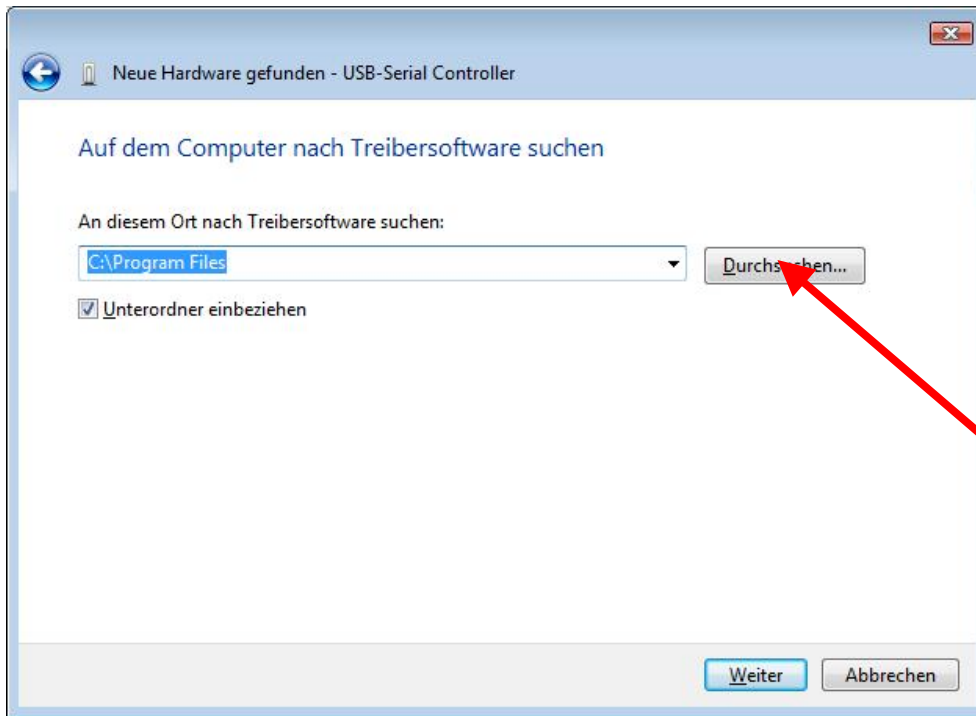 Neue Hardware gefunden - USB-Serial Controller
Auf dem Computer nach Treibersoftware suchen
An diesem Ort nach Treibersoftware suchen:
C:\Program Files
Durchsuchen...
Unterordner einbeziehen
Weiter
Abbrechen